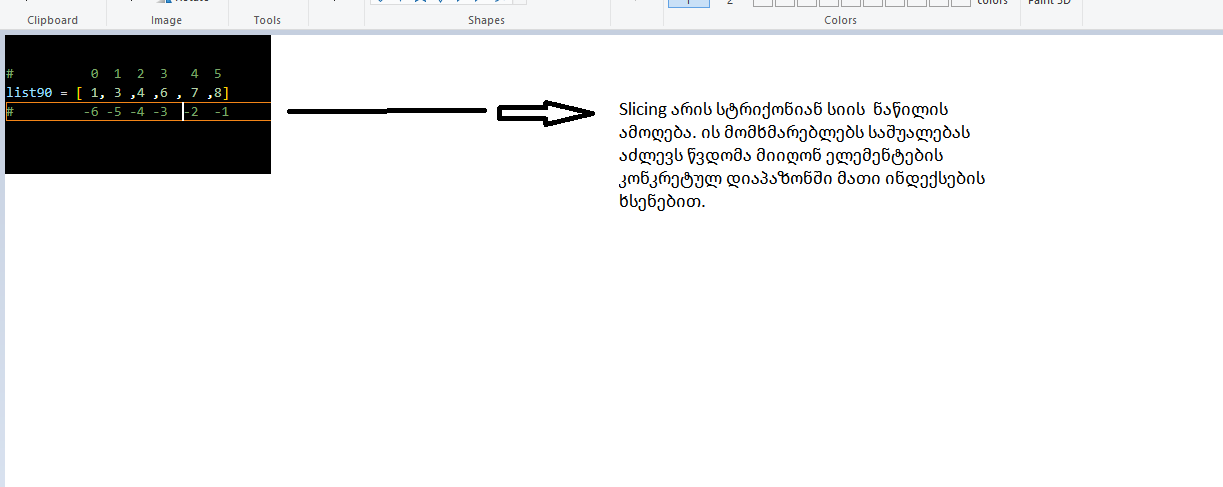 Clipboard Image Tools Shapes Colors
# 0 1 2 3 4 5
list90 = [ 1, 3 ,4 ,6 , 7 ,8]
# -6 -5 -4 -3 -2 -1
Slicing არის სტრიქონიან სიის ნაწილის
ამოღება. ის მომხმარებლებს საშუალებას
აძლევს წვდომა მიიღონ ელემენტების
კონკრეტულ დიაპაზონში მათი ინდექსების
ხსენებით.